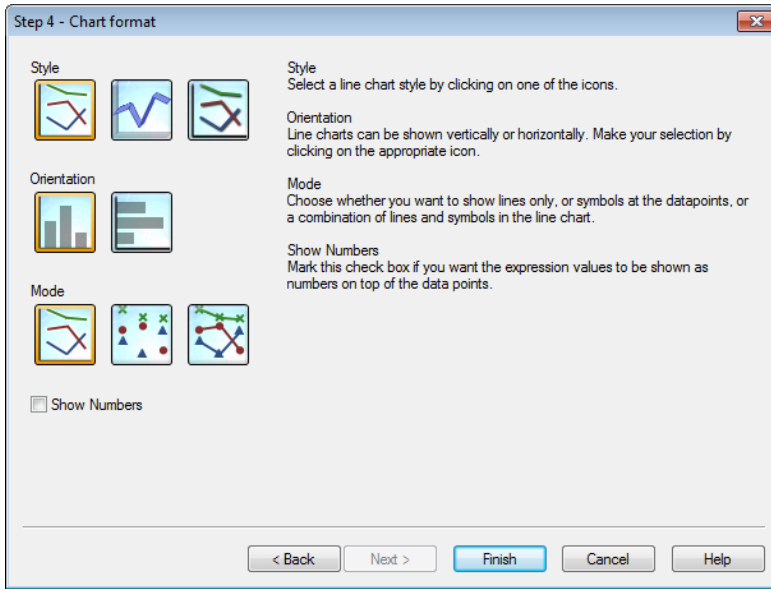 Step 4 - Chart format
Style
Orientation
Mode
Show Numbers
Style
Select a line chart style by clicking on one of the icons.
Orientation
Line charts can be shown vertically or horizontally. Make your selection by
clicking on the appropriate icon.
Mode
Choose whether you want to show lines only, or symbols at the datapoints, or
a combination of lines and symbols in the line chart.
Show Numbers
Mark this check box if you want the expression values to be shown as
numbers on top of the data points.
< Back
Next >
Finish
Cancel
Help